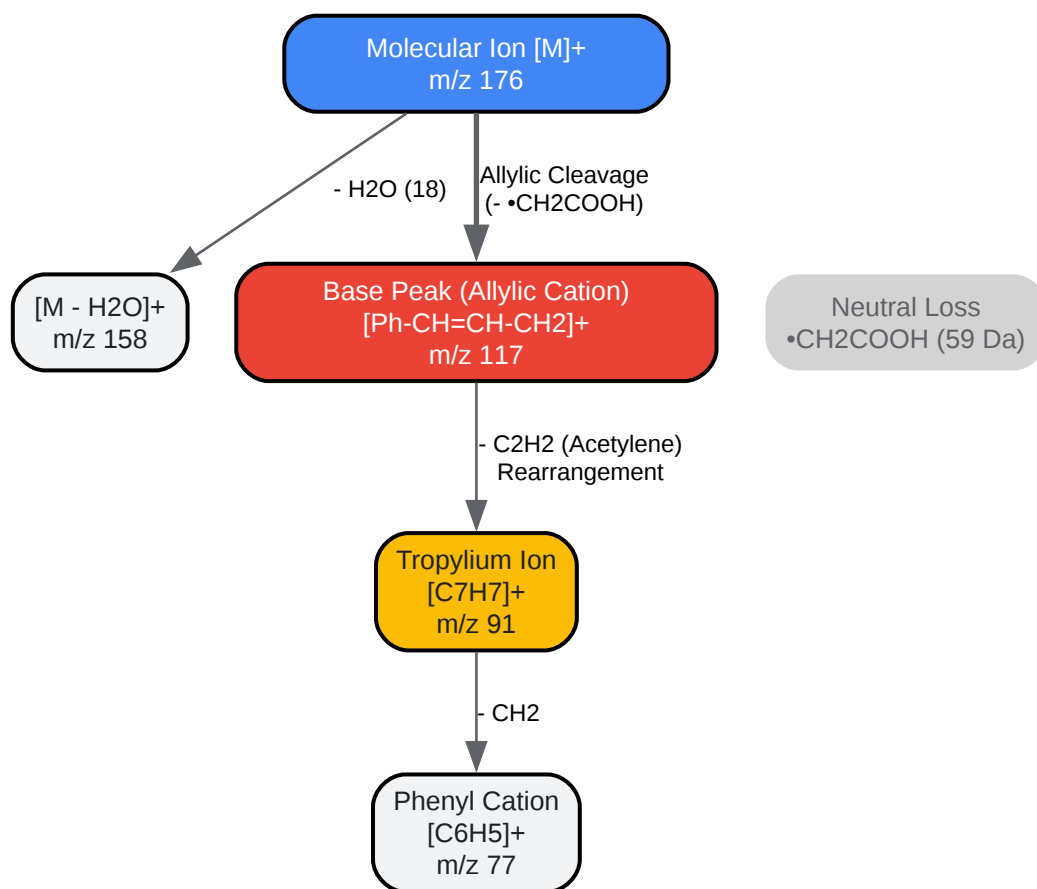 Molecular Ion [M]+
m/z 176
- H2O (18)
Allylic Cleavage
(- •CH2COOH)
[M - H2O]+
m/z 158
Base Peak (Allylic Cation)
[Ph-CH=CH-CH2]+
m/z 117
Neutral Loss
•CH2COOH (59 Da)
- C2H2 (Acetylene)
Rearrangement
Tropylium Ion
[C7H7]+
m/z 91
- CH2
Phenyl Cation
[C6H5]+
m/z 77